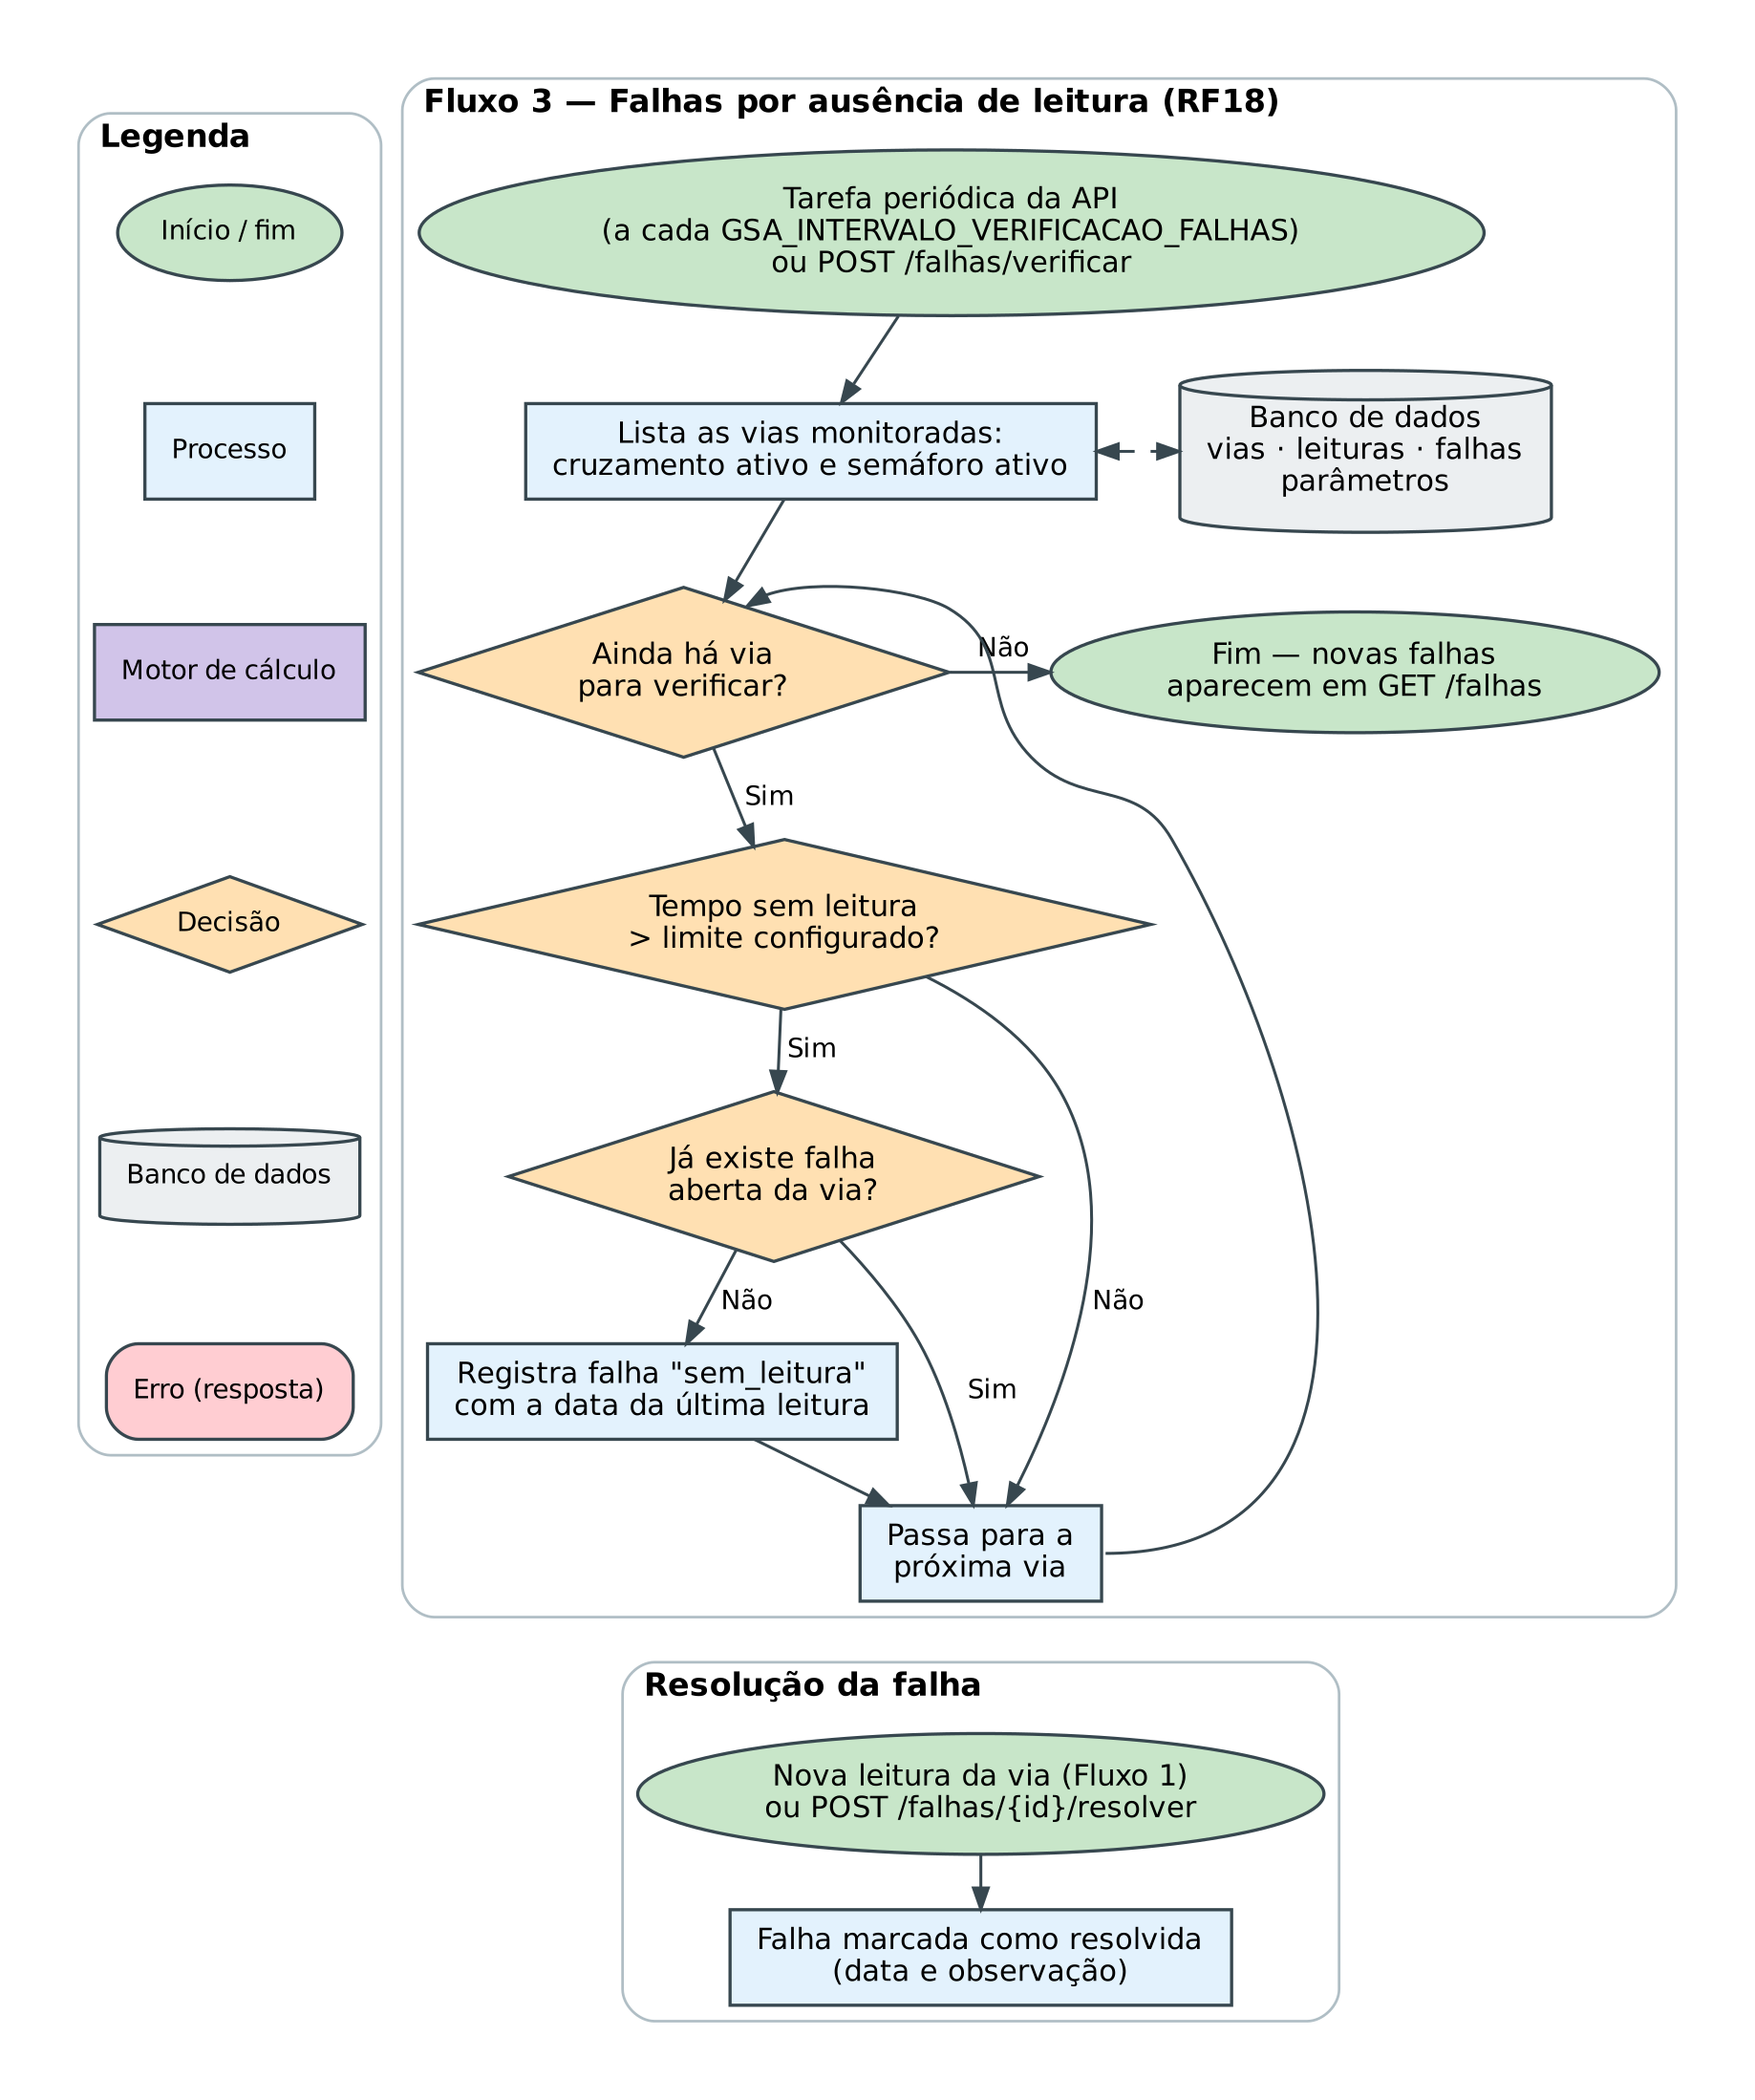 Legenda
Início / fim
Processo
Motor de cálculo
Decisão
Banco de dados
Erro (resposta)
Fluxo 3 — Falhas por ausência de leitura (RF18)
Tarefa periódica da API
(a cada GSA_INTERVALO_VERIFICACAO_FALHAS)
ou POST /falhas/verificar
Lista as vias monitoradas:
cruzamento ativo e semáforo ativo
Banco de dados
vias · leituras · falhas
parâmetros
Ainda há via
para verificar?
Não
Fim — novas falhas
aparecem em GET /falhas
Sim
Tempo sem leitura
> limite configurado?
Sim
Já existe falha
aberta da via?
Não
Não
Registra falha "sem_leitura"
com a data da última leitura
Sim
Passa para a
próxima via
Resolução da falha
Nova leitura da via (Fluxo 1)
ou POST /falhas/{id}/resolver
Falha marcada como resolvida
(data e observação)